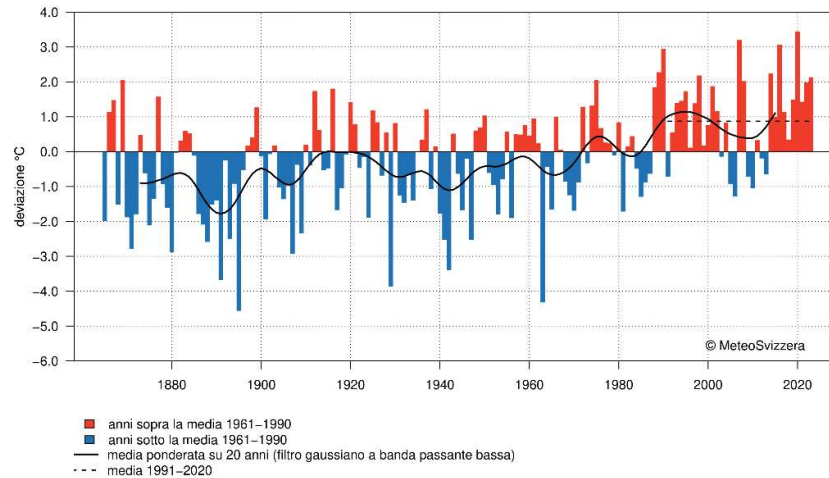 4.0
3.0
2.0
1.0
0.0
−1.0
−2.0
−3.0
−4.0
−5.0
−6.0
deviazione °C
© MeteoSvizzera
1880 1900 1920 1940 1960 1980 2000 2020
anni sopra la media 1961−1990
anni sotto la media 1961−1990
media ponderata su 20 anni (filtro gaussiano a banda passante bassa)
media 1991−2020